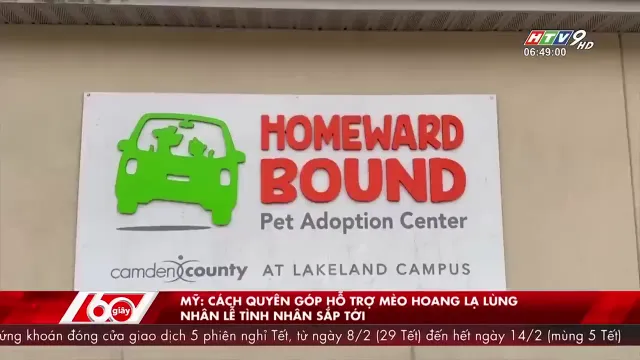 HTV9 HD
06:49:00
HOMEWARD
BOUND
Pet Adoption Center
camden county AT LAKELAND CAMPUS
60 giây
MỸ: CÁCH QUYÊN GÓP HỖ TRỢ MÈO HOANG LẠ LÙNG
NHÂN LỄ TÌNH NHÂN SẮP TỚI
ứng khoán đóng cửa giao dịch 5 phiên nghỉ Tết, từ ngày 8/2 (29 Tết) đến hết ngày 14/2 (mùng 5 Tết)